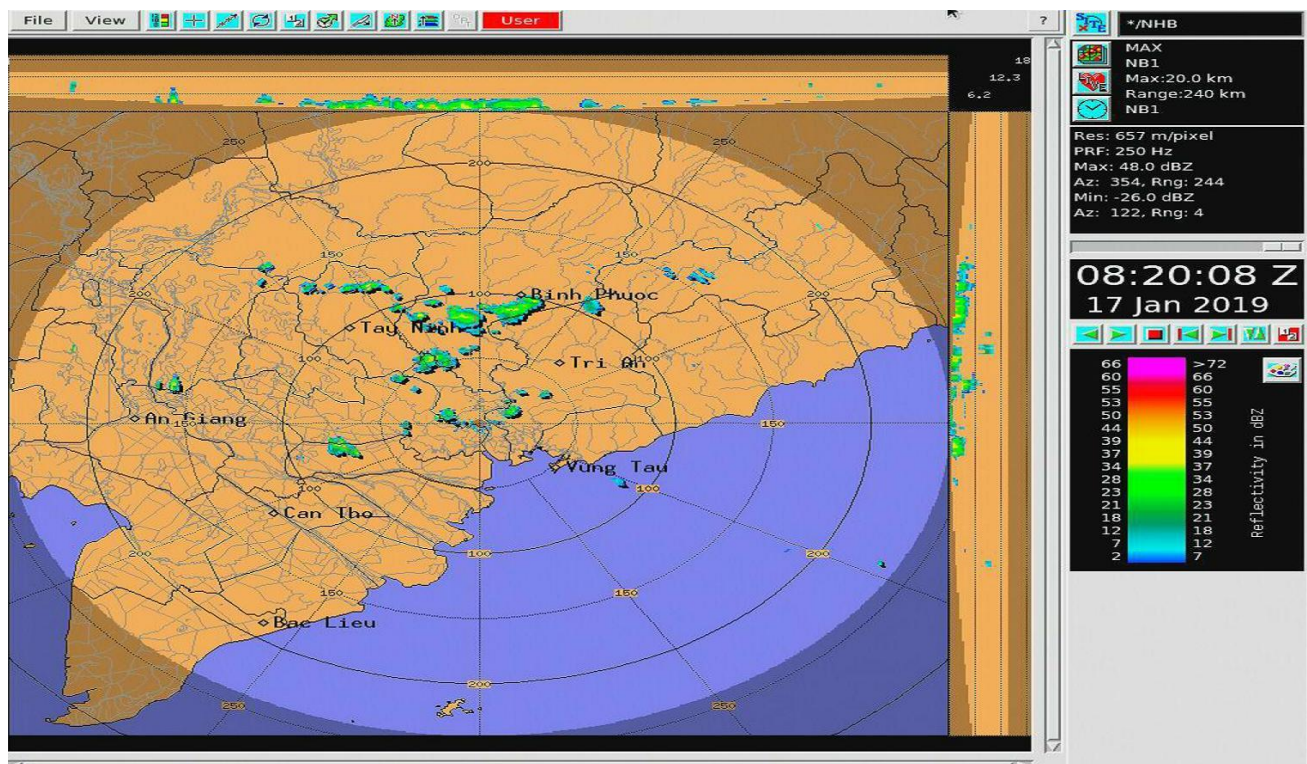 File View User ?
*/NHB
MAX
NB1
Max:20.0 km
Range:240 km
NB1
Res: 657 m/pixel
PRF: 250 Hz
Max: 48.0 dBZ
Az: 354, Rng: 244
Min: -26.0 dBZ
Az: 122, Rng: 4
08:20:08 Z
17 Jan 2019
66 >72
60 66
55 60
53 55
50 53
44 50
39 44
37 39
34 37
28 34
23 28
21 23
18 21
12 18
7 12
2 7
Reflectivity in dBZ
18
12.3
6.2
250 250
200
150 150
200 100 Binh Phuoc 200
Tay Ninh
100 Tri An 100
An Giang 150 150
Vung Tau
100 100
Can Tho
200 100 200
150 150
Bac Lieu
200
250 250